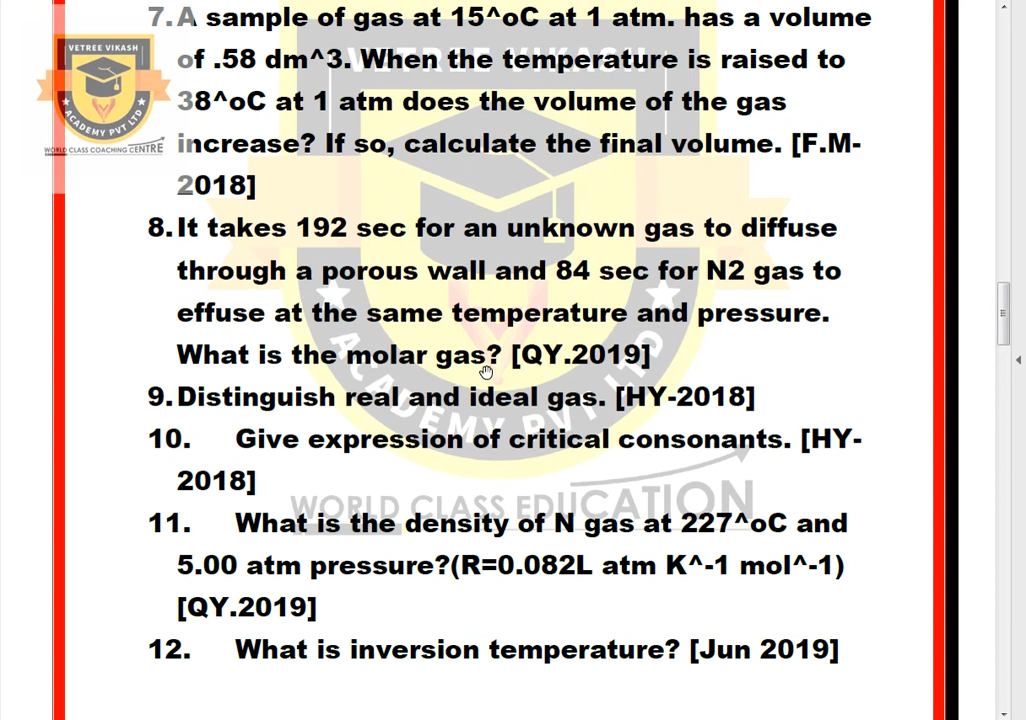 7. A sample of gas at 15^oC at 1 atm. has a volume
of .58 dm^3. When the temperature is raised to
38^oC at 1 atm does the volume of the gas
increase? If so, calculate the final volume. [F.M-
2018]
8. It takes 192 sec for an unknown gas to diffuse
through a porous wall and 84 sec for N2 gas to
effuse at the same temperature and pressure.
What is the molar gas? [QY.2019]
9. Distinguish real and ideal gas. [HY-2018]
10. Give expression of critical consonants. [HY-
2018]
11. What is the density of N gas at 227^oC and
5.00 atm pressure?(R=0.082L atm K^-1 mol^-1)
[QY.2019]
12. What is inversion temperature? [Jun 2019]
VETREE VIKASH
ACADEMY PVT LTD
WORLD CLASS COACHING CENTRE
VETREE VIKASH
ACADEMY PVT LTD
WORLD CLASS EDUCATION